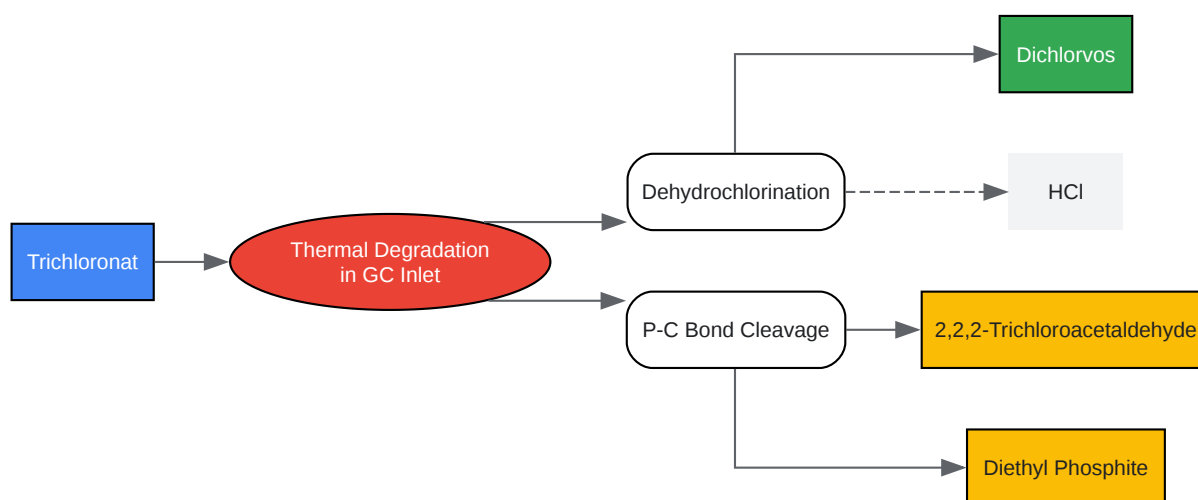 Trichloronat
Thermal Degradation
in GC Inlet
Dehydrochlorination
Dichlorvos
HCl
P-C Bond Cleavage
2,2,2-Trichloroacetaldehyde
Diethyl Phosphite